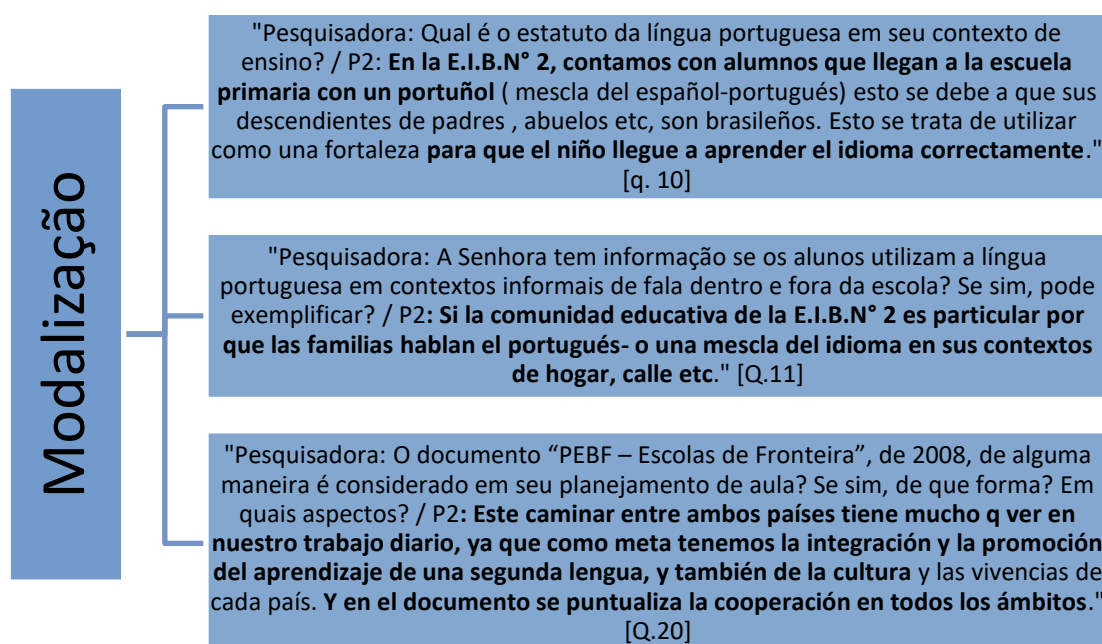 Modalização
"Pesquisadora: Qual é o estatuto da língua portuguesa em seu contexto de
ensino? / P2: En la E.I.B.N° 2, contamos con alumnos que llegan a la escuela
primaria con un portuñol ( mescla del español-portugués) esto se debe a que sus
descendientes de padres , abuelos etc, son brasileños. Esto se trata de utilizar
como una fortaleza para que el niño llegue a aprender el idioma correctamente."
[q. 10]
"Pesquisadora: A Senhora tem informação se os alunos utilizam a língua
portuguesa em contextos informais de fala dentro e fora da escola? Se sim, pode
exemplificar? / P2: Si la comunidad educativa de la E.I.B.N° 2 es particular por
que las familias hablan el portugués- o una mescla del idioma en sus contextos
de hogar, calle etc." [Q.11]
"Pesquisadora: O documento “PEBF – Escolas de Fronteira”, de 2008, de alguma
maneira é considerado em seu planejamento de aula? Se sim, de que forma? Em
quais aspectos? / P2: Este caminar entre ambos países tiene mucho q ver en
nuestro trabajo diario, ya que como meta tenemos la integración y la promoción
del aprendizaje de una segunda lengua, y también de la cultura y las vivencias de
cada país. Y en el documento se puntualiza la cooperación en todos los ámbitos."
[Q.20]